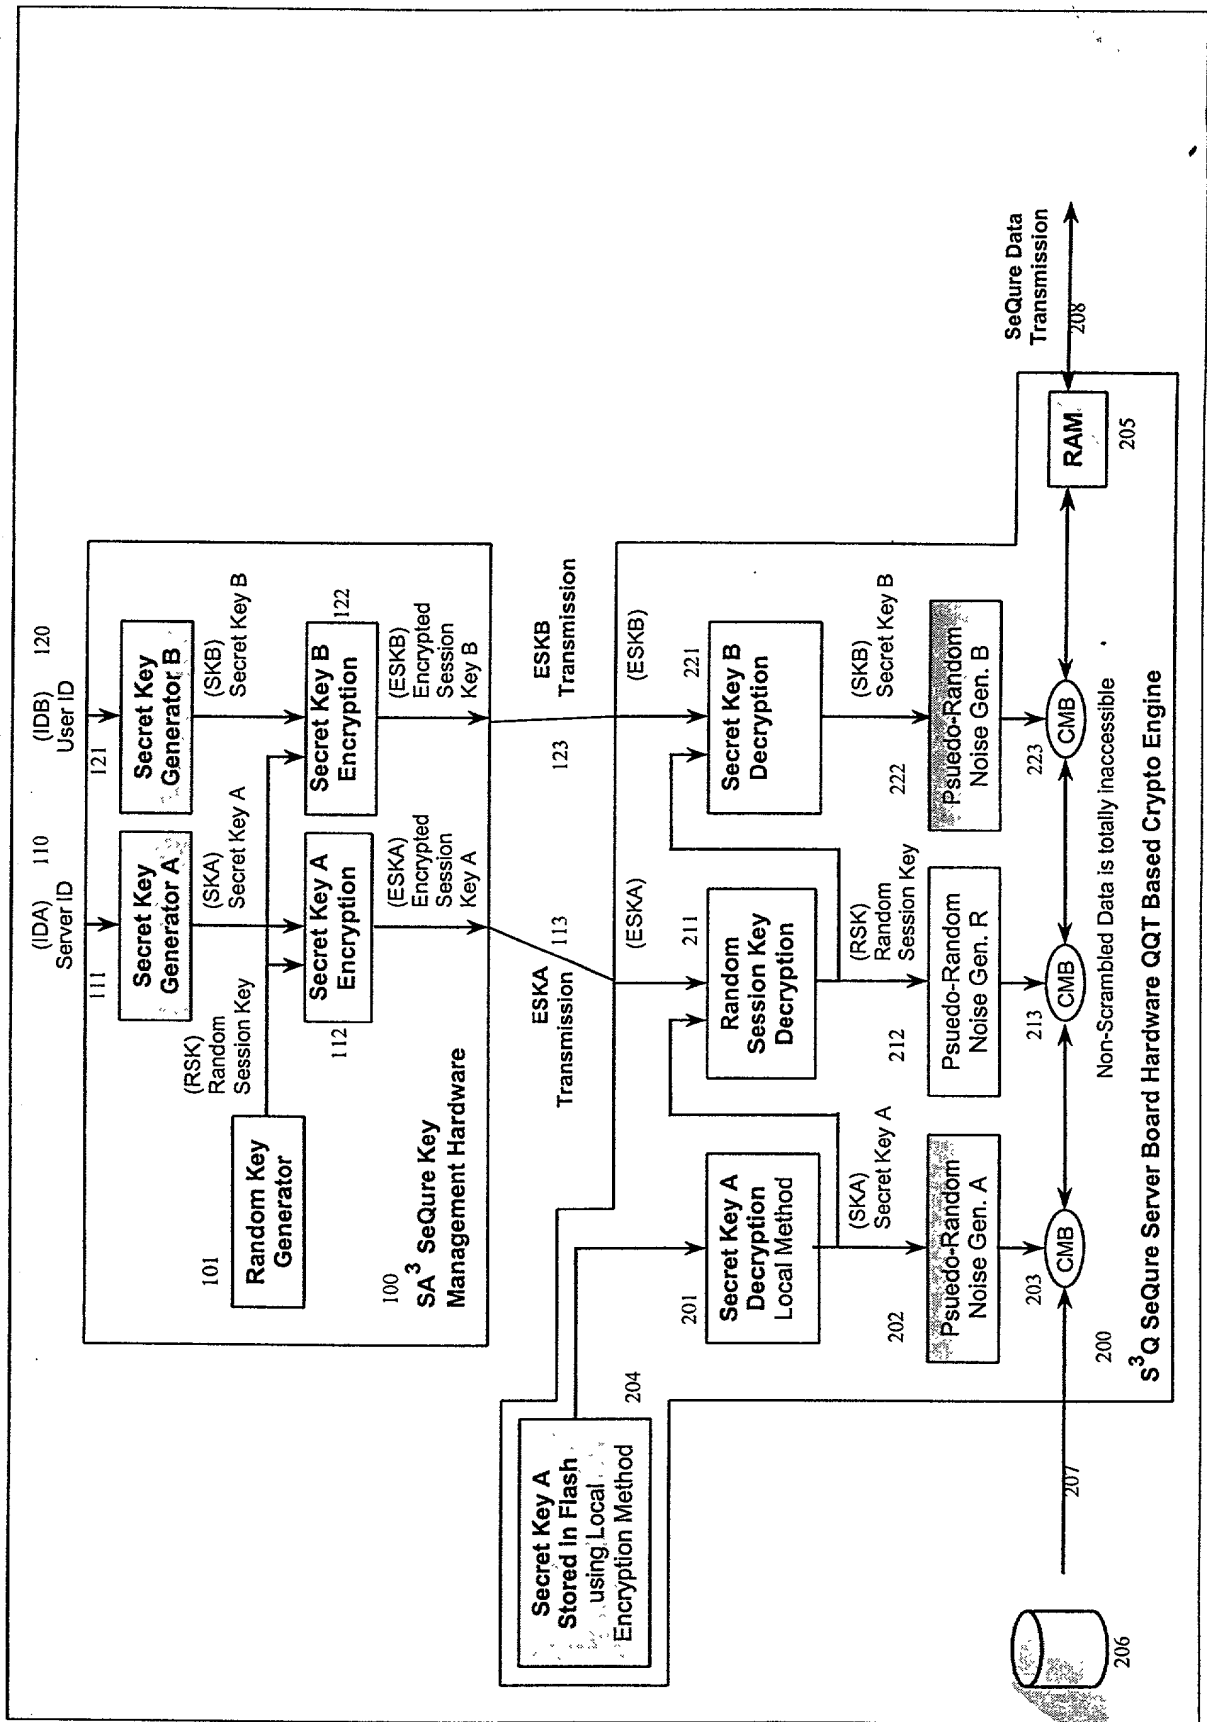 (IDA)
Server ID
110
(IDB)
User ID
120
111
Secret Key
Generator A
121
Secret Key
Generator B
(RSK)
Random
Session Key
(SKA)
Secret Key A
(SKB)
Secret Key B
101
Random Key
Generator
112
Secret Key A
Encryption
122
Secret Key B
Encryption
100
SA3 SeQure Key
Management Hardware
(ESKA)
Encrypted
Session
Key A
(ESKB)
Encrypted
Session
Key B
ESKA
Transmission
113
ESKB
Transmission
123
Secret Key A
Stored in Flash
using Local
Encryption Method
204
(ESKA)
(ESKB)
201
Secret Key A
Decryption
Local Method
211
Random
Session Key
Decryption
221
Secret Key B
Decryption
(SKA)
Secret Key A
(RSK)
Random
Session Key
(SKB)
Secret Key B
202
Psuedo-Random
Noise Gen. A
212
Psuedo-Random
Noise Gen. R
222
Psuedo-Random
Noise Gen. B
206
207
203
CMB
213
CMB
223
CMB
RAM
205
SeQure Data
Transmission
208
Non-Scrambled Data is totally inaccessible
200
S3Q SeQure Server Board Hardware QQT Based Crypto Engine